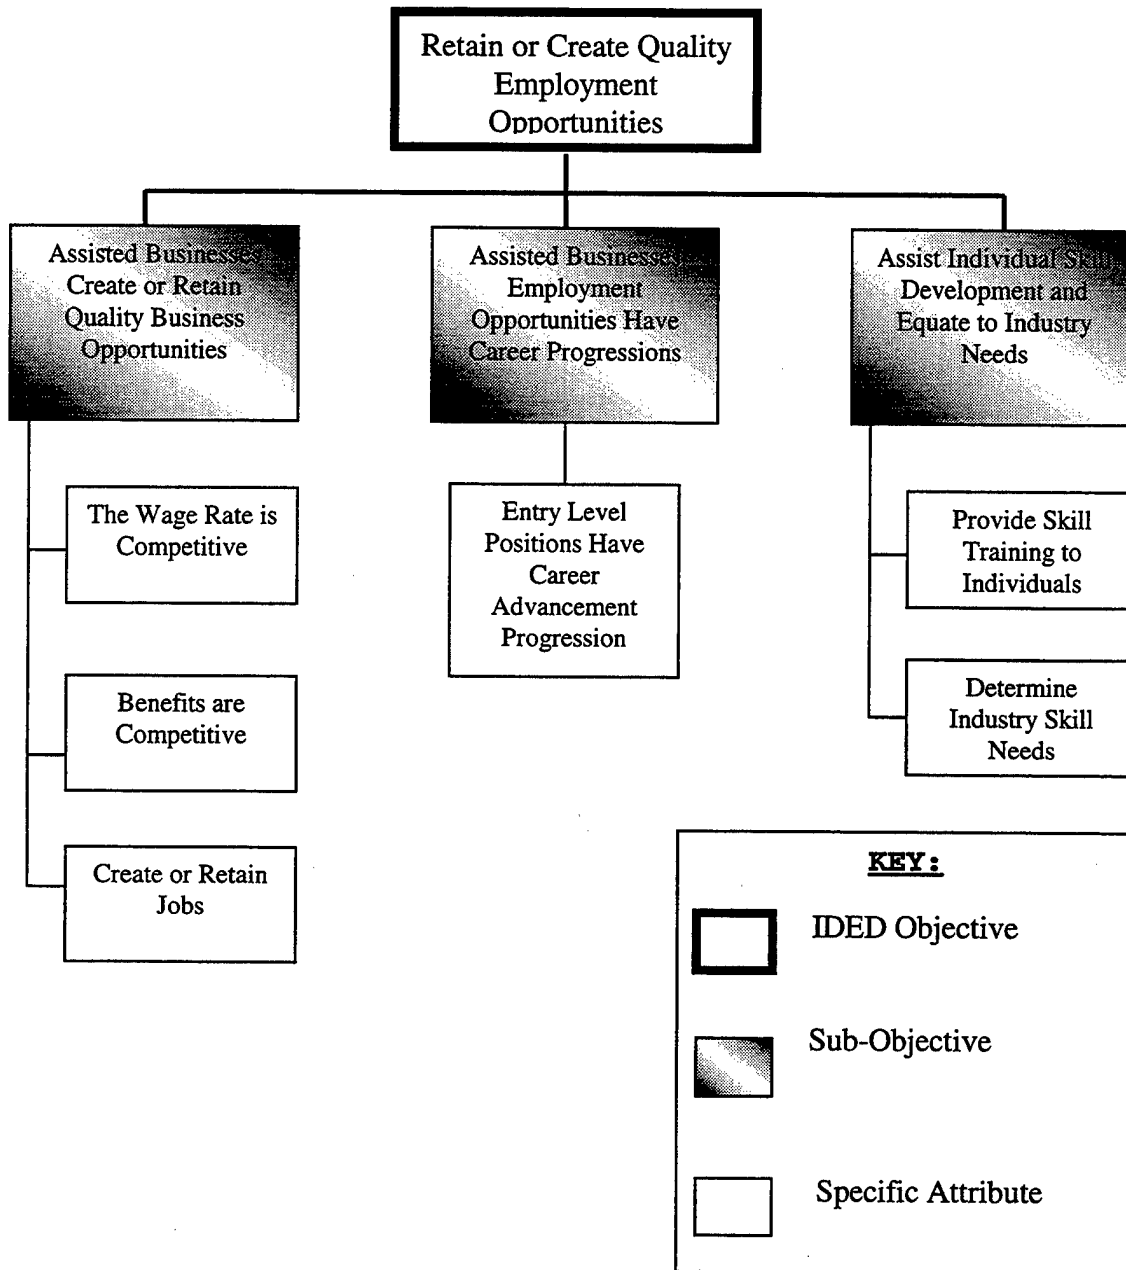 Retain or Create Quality
Employment
Opportunities
Assisted Businesses
Create or Retain
Quality Business
Opportunities
Assisted Businesses
Employment
Opportunities Have
Career Progressions
Assist Individual Skill
Development and
Equate to Industry
Needs
The Wage Rate is
Competitive
Benefits are
Competitive
Create or Retain
Jobs
Entry Level
Positions Have
Career
Advancement
Progression
Provide Skill
Training to
Individuals
Determine
Industry Skill
Needs
KEY:
IDED Objective
Sub-Objective
Specific Attribute